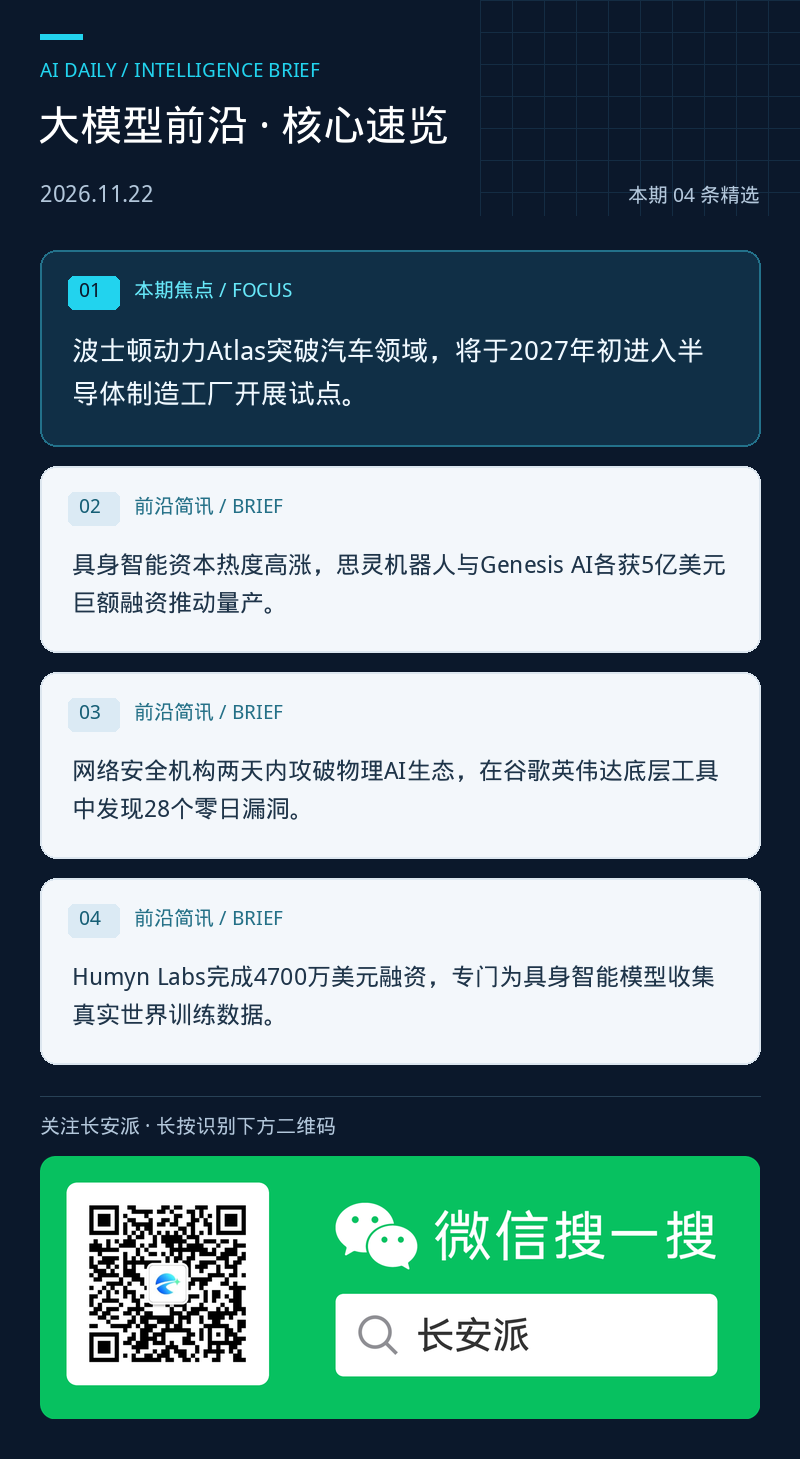 AI DAILY / INTELLIGENCE BRIEF
大模型前沿 · 核心速览
2026.11.22
本期 04 条精选
01
本期焦点 / FOCUS
波士顿动力Atlas突破汽车领域，将于2027年初进入半
导体制造工厂开展试点。
02
前沿简讯 / BRIEF
具身智能资本热度高涨，思灵机器人与Genesis AI各获5亿美元
巨额融资推动量产。
03
前沿简讯 / BRIEF
网络安全机构两天内攻破物理AI生态，在谷歌英伟达底层工具
中发现28个零日漏洞。
04
前沿简讯 / BRIEF
Humyn Labs完成4700万美元融资，专门为具身智能模型收集
真实世界训练数据。
关注长安派 · 长按识别下方二维码
微信搜一搜
长安派